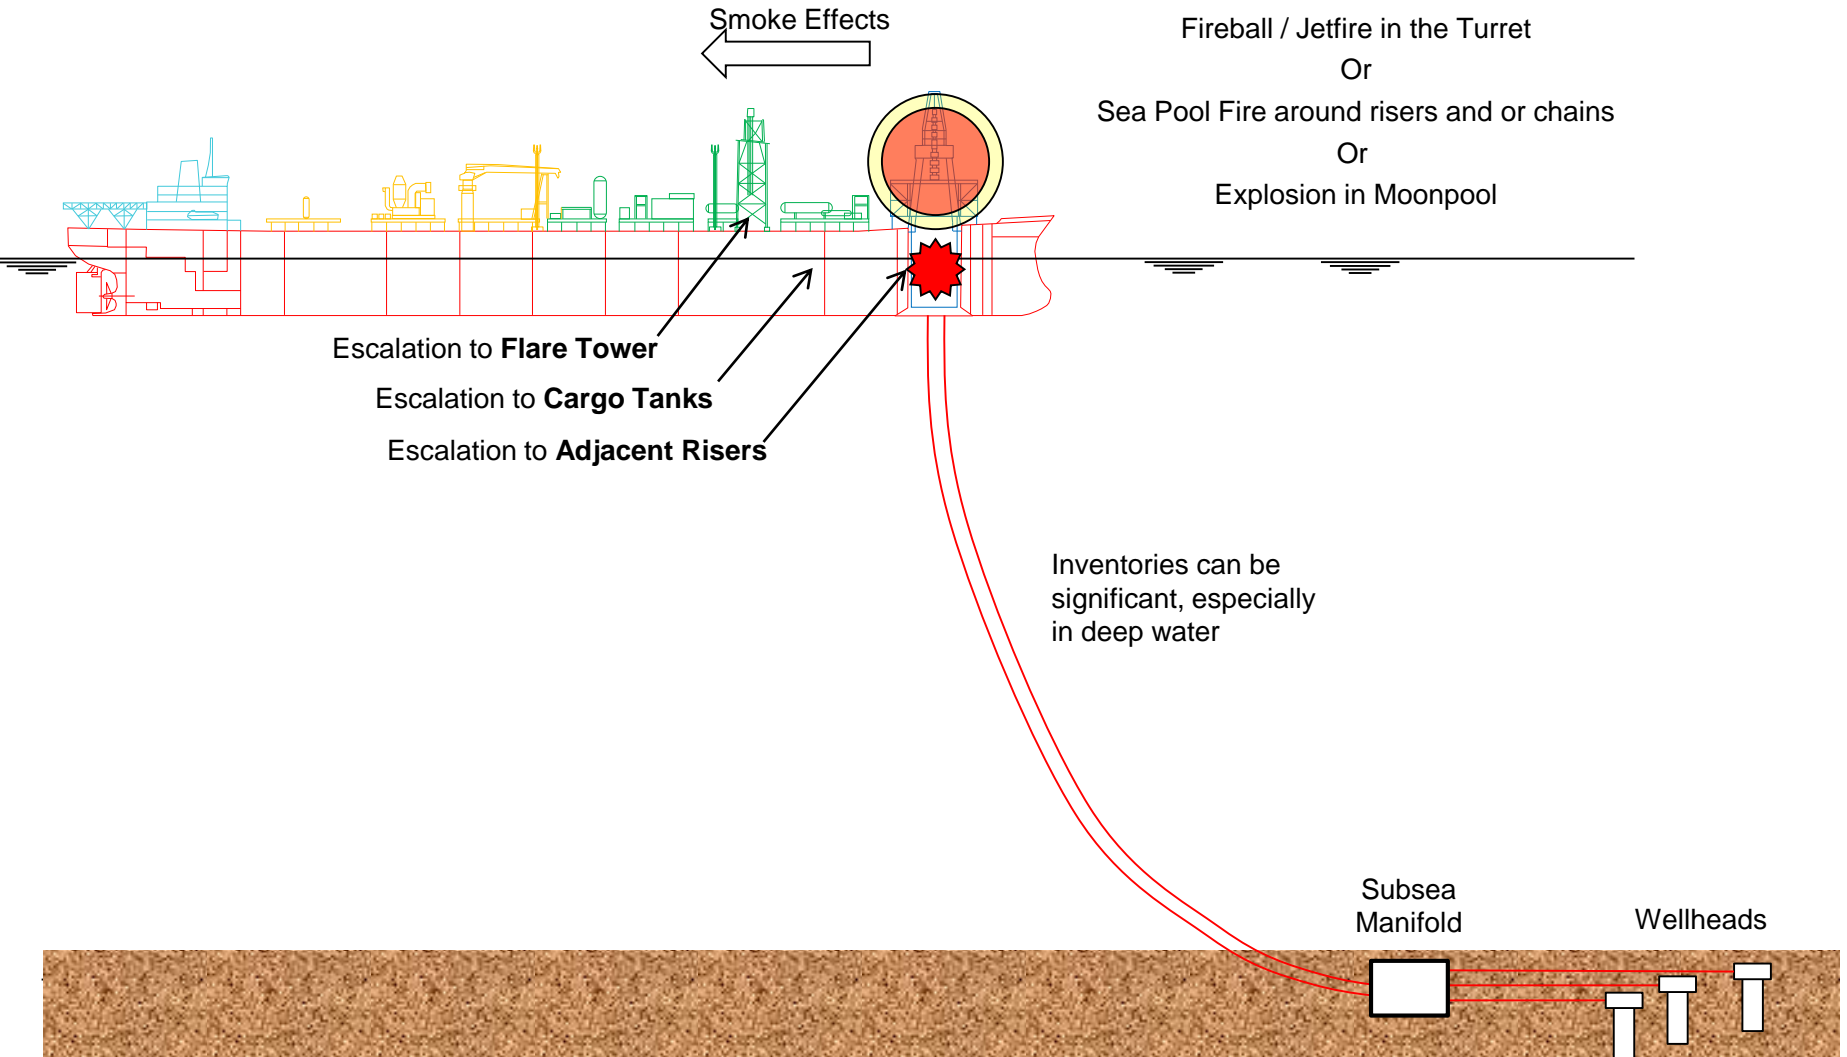 Smoke Effects
Fireball / Jetfire in the Turret
Or
Sea Pool Fire around risers and or chains
Or
Explosion in Moonpool
Escalation to Flare Tower
Escalation to Cargo Tanks
Escalation to Adjacent Risers
Inventories can be
significant, especially
in deep water
Subsea
Manifold
Wellheads